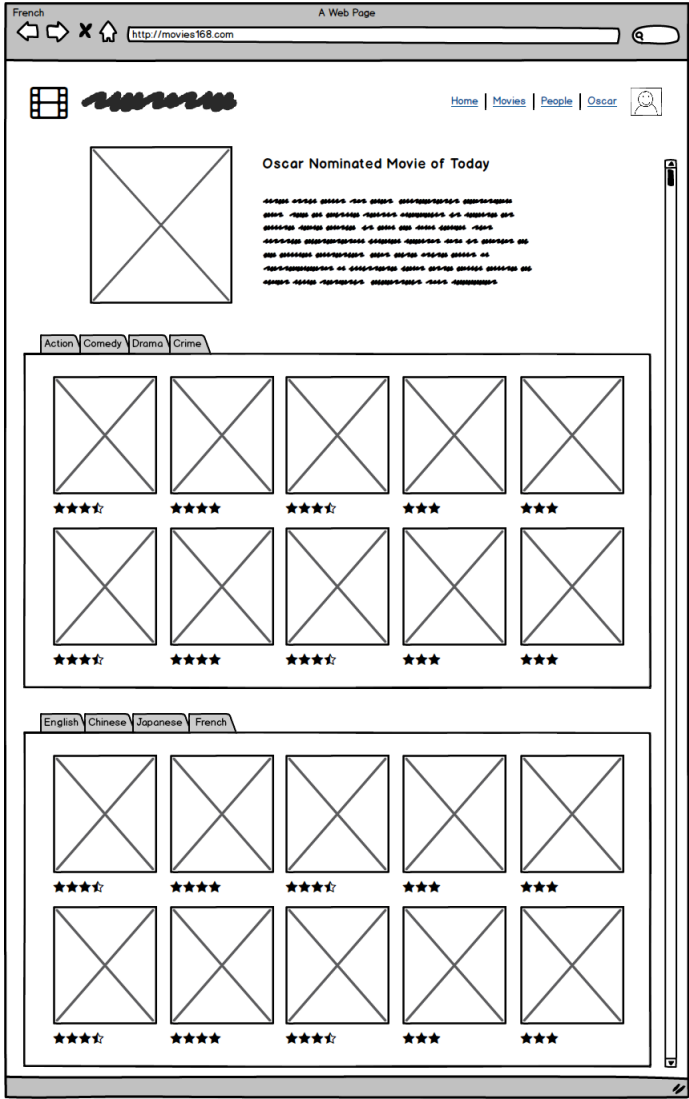 French
A Web Page
http://movies168.com
Home | Movies | People | Oscar
Oscar Nominated Movie of Today
Action Comedy Drama Crime
English Chinese Japanese French